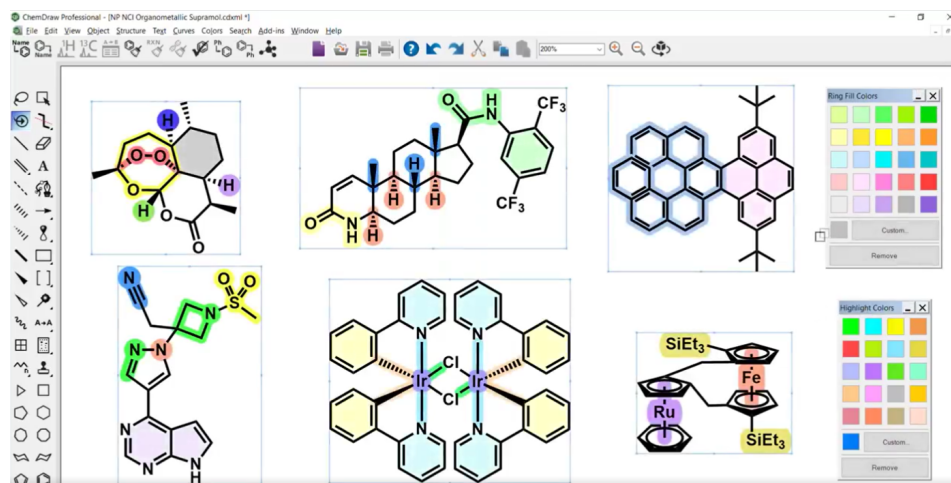 ChemDraw Professional - [NP NCI Organometallic Supramol.cdxml *]
File Edit View Object Structure Text Curves Colors Search Add-ins Window Help
200%
H
O-O
O
H
H
O
O
O
H
N
CF3
H
H
H
H
O
N
H
CF3
Ring Fill Colors
Custom...
Remove
N
O
O
S
N
N
N
N
N
N
H
N
N
Cl
Ir
Ir
Cl
N
N
SiEt3
Fe
Ru
SiEt3
Highlight Colors
Custom...
Remove